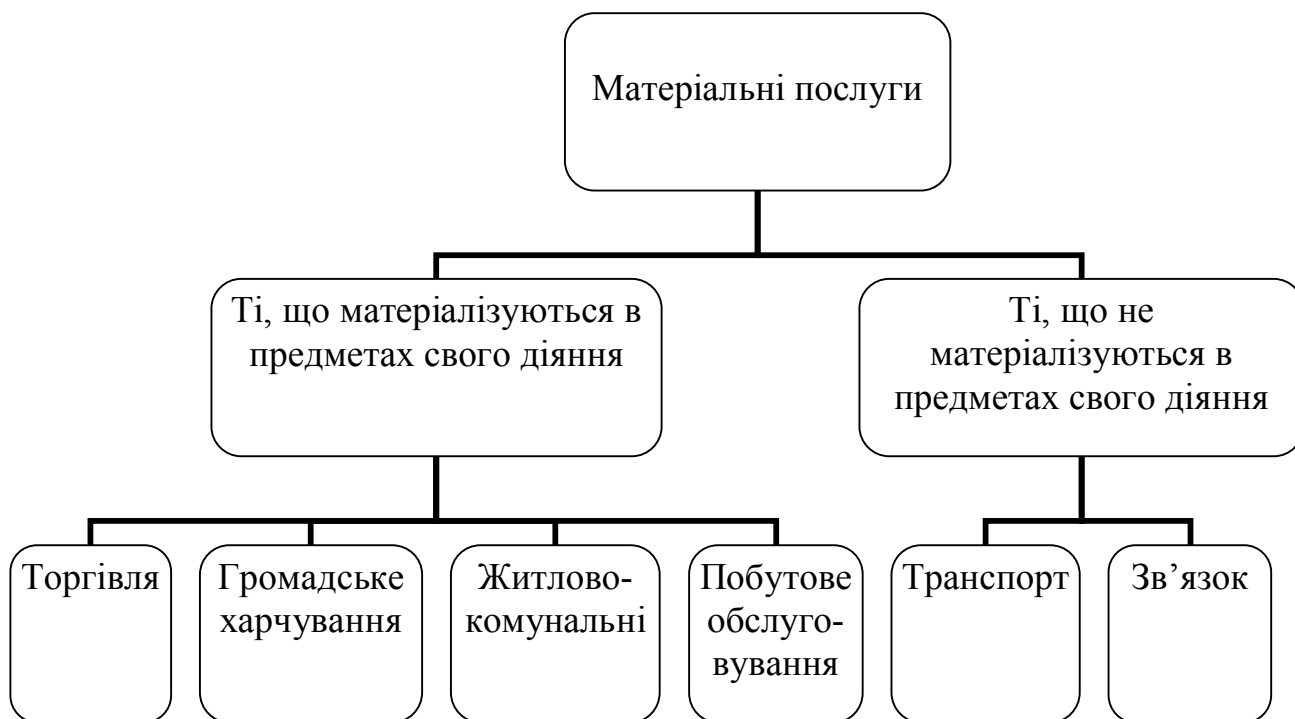 Матеріальні послуги
Ті, що матеріалізуються в
предметах свого діяння
Ті, що не
матеріалізуються в
предметах свого діяння
Торгівля
Громадське
харчування
Житлово-
комунальні
Побутове
обслуго-
вування
Транспорт
Зв’язок